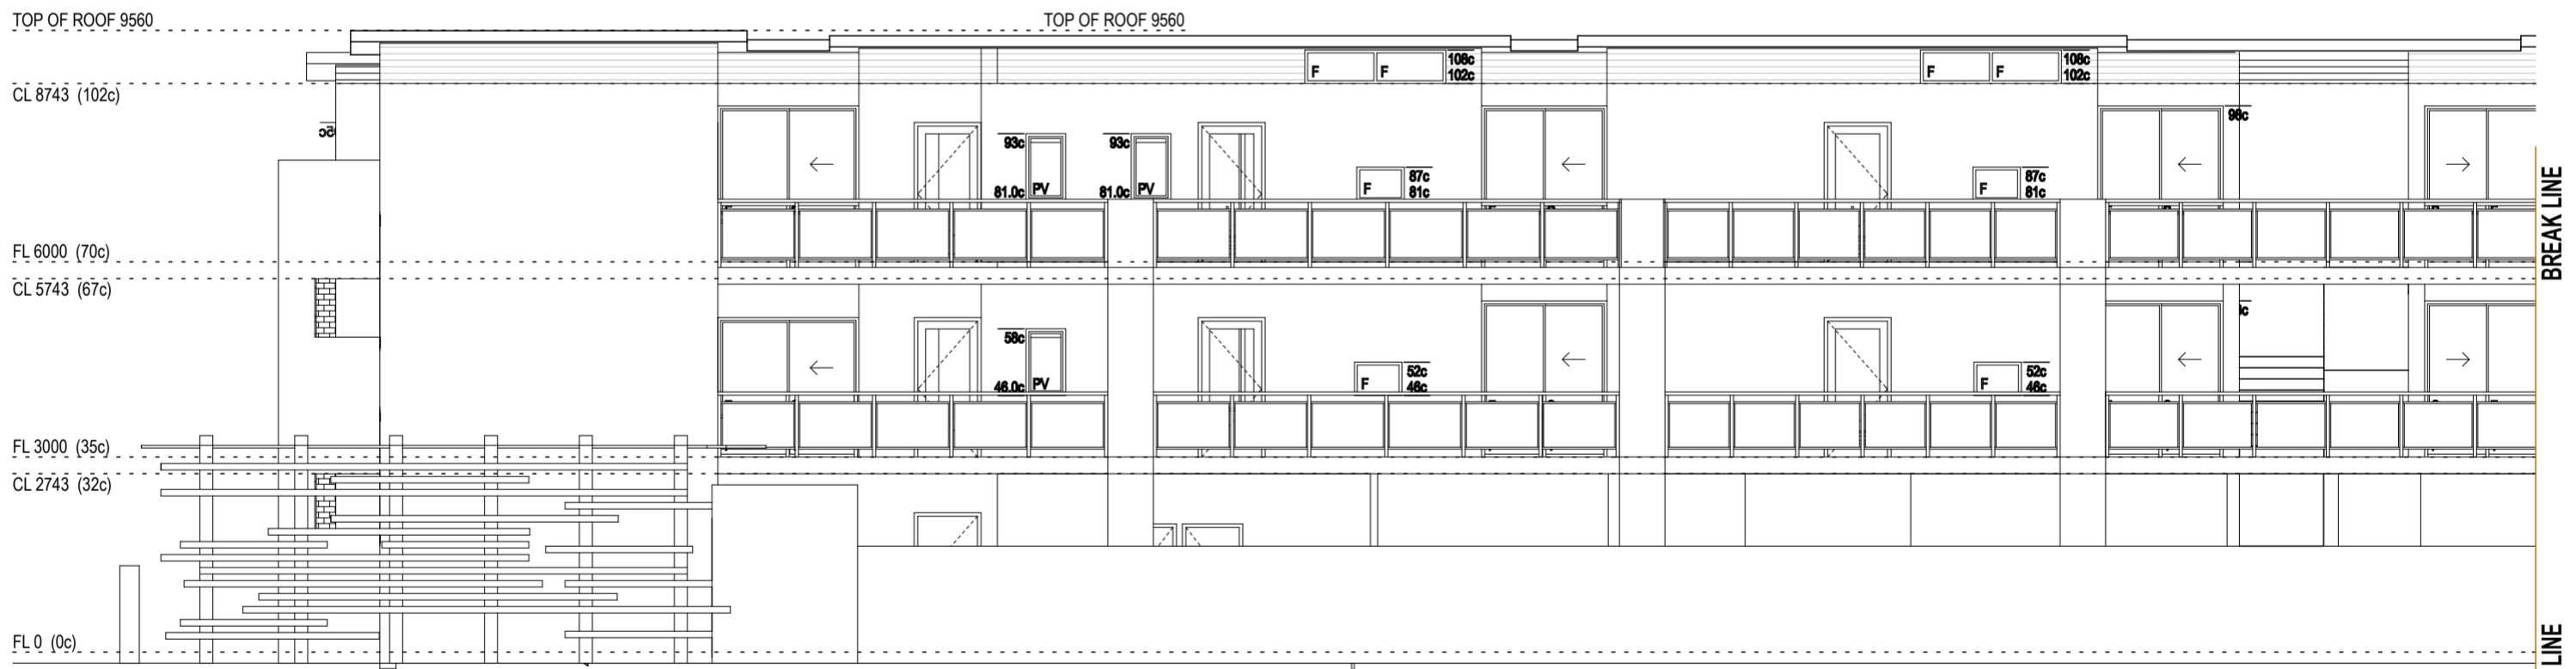 TOP OF ROOF 9560
TOP OF ROOF 9560
F
F
108c
102c
F
F
108c
102c
CL 8743 (102c)
98c
93c
93c
81.0c
PV
81.0c
PV
F
87c
81c
F
87c
81c
BREAK LINE
FL 6000 (70c)
CL 5743 (67c)
58c
46.0c
PV
F
52c
46c
F
52c
46c
FL 3000 (35c)
CL 2743 (32c)
FL 0 (0c)
LINE